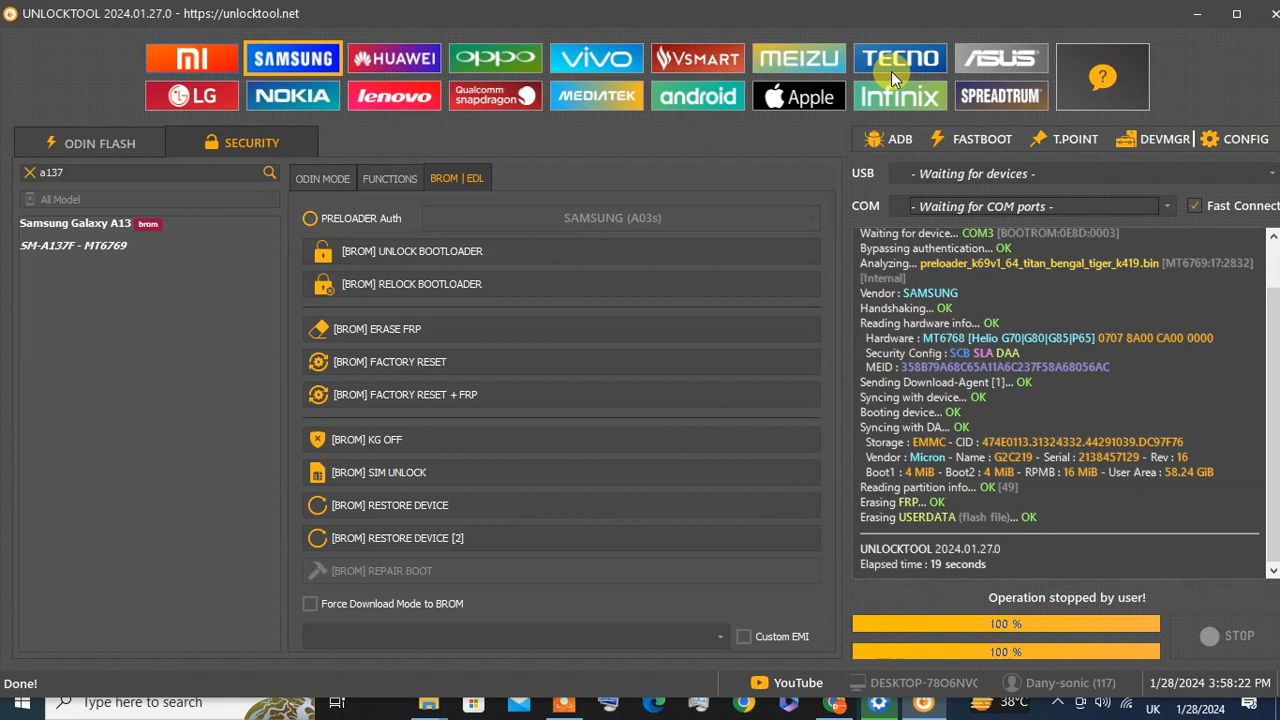 UNLOCKTOOL 2024.01.27.0 - https://unlocktool.net
mi SAMSUNG HUAWEI oppo vivo VSMART MEIZU TECNO ASUS ?
LG NOKIA lenovo Qualcomm snapdragon MEDIATEK android Apple Infinix SPREADTRUM
ODIN FLASH SECURITY
ADB FASTBOOT T.POINT DEVMGR CONFIG
a137
All Model
Samsung Galaxy A13 brom
SM-A137F - MT6769
ODIN MODE FUNCTIONS BROM | EDL
PRELOADER Auth SAMSUNG (A03s)
[BROM] UNLOCK BOOTLOADER
[BROM] RELOCK BOOTLOADER
[BROM] ERASE FRP
[BROM] FACTORY RESET
[BROM] FACTORY RESET + FRP
[BROM] KG OFF
[BROM] SIM UNLOCK
[BROM] RESTORE DEVICE
[BROM] RESTORE DEVICE [2]
[BROM] REPAIR BOOT
Force Download Mode to BROM
Custom EMI
USB - Waiting for devices -
COM - Waiting for COM ports - Fast Connect
Waiting for device... COM3 [BOOTROM:0E8D:0003]
Bypassing authentication... OK
Analyzing... preloader_k69v1_64_titan_bengal_tiger_k419.bin [MT6769:17:2832]
[Internal]
Vendor : SAMSUNG
Handshaking... OK
Reading hardware info... OK
Hardware : MT6768 [Helio G70|G80|G85|P65] 0707 8A00 CA00 0000
Security Config : SCB SLA DAA
MEID : 358B79A68C65A11A6C237F58A68056AC
Sending Download-Agent [1]... OK
Syncing with device... OK
Booting device... OK
Syncing with DA... OK
Storage : EMMC - CID : 474E0113.31324332.44291039.DC97F76
Vendor : Micron - Name : G2C219 - Serial : 2138457129 - Rev : 16
Boot1 : 4 MiB - Boot2 : 4 MiB - RPMB : 16 MiB - User Area : 58.24 GiB
Reading partition info... OK [49]
Erasing FRP... OK
Erasing USERDATA (flash file)... OK
UNLOCKTOOL 2024.01.27.0
Elapsed time : 19 seconds
Operation stopped by user!
100 %
100 %
STOP
Done! YouTube DESKTOP-78O6NVC Dany-sonic (117) 1/28/2024 3:58:22 PM
Type here to search 38°C UK 1/28/2024